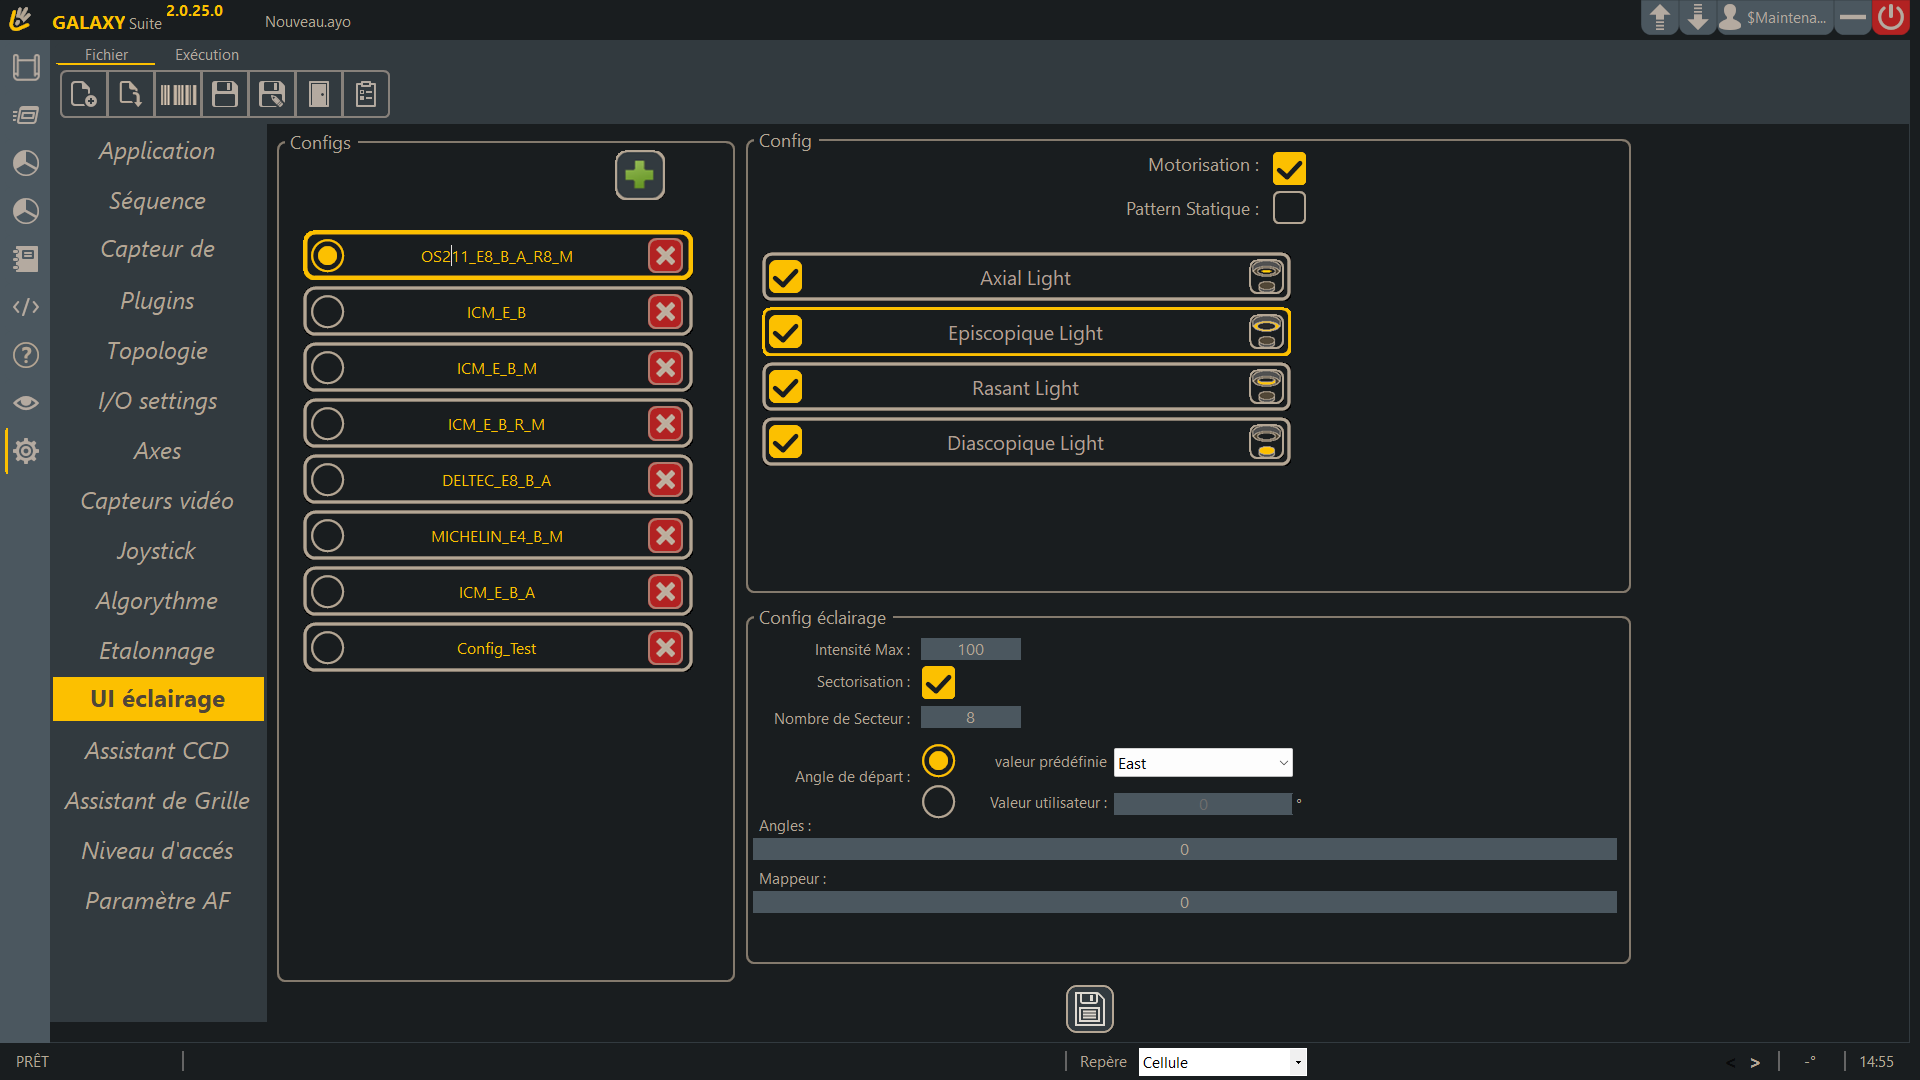 GALAXY Suite 2.0.25.0
Nouveau.ayo
$Maintena...
Fichier
Exécution
Application
Séquence
Capteur de
Plugins
Topologie
I/O settings
Axes
Capteurs vidéo
Joystick
Algorythme
Etalonnage
UI éclairage
Assistant CCD
Assistant de Grille
Niveau d'accés
Paramètre AF
Configs
OS211_E8_B_A_R8_M
ICM_E_B
ICM_E_B_M
ICM_E_B_R_M
DELTEC_E8_B_A
MICHELIN_E4_B_M
ICM_E_B_A
Config_Test
Config
Motorisation :
Pattern Statique :
Axial Light
Episcopique Light
Rasant Light
Diascopique Light
Config éclairage
Intensité Max : 100
Sectorisation :
Nombre de Secteur : 8
Angle de départ :
valeur prédéfinie East
Valeur utilisateur : 0 °
Angles :
0
Mappeur :
0
PRÊT
Repère Cellule
< >
-°
14:55